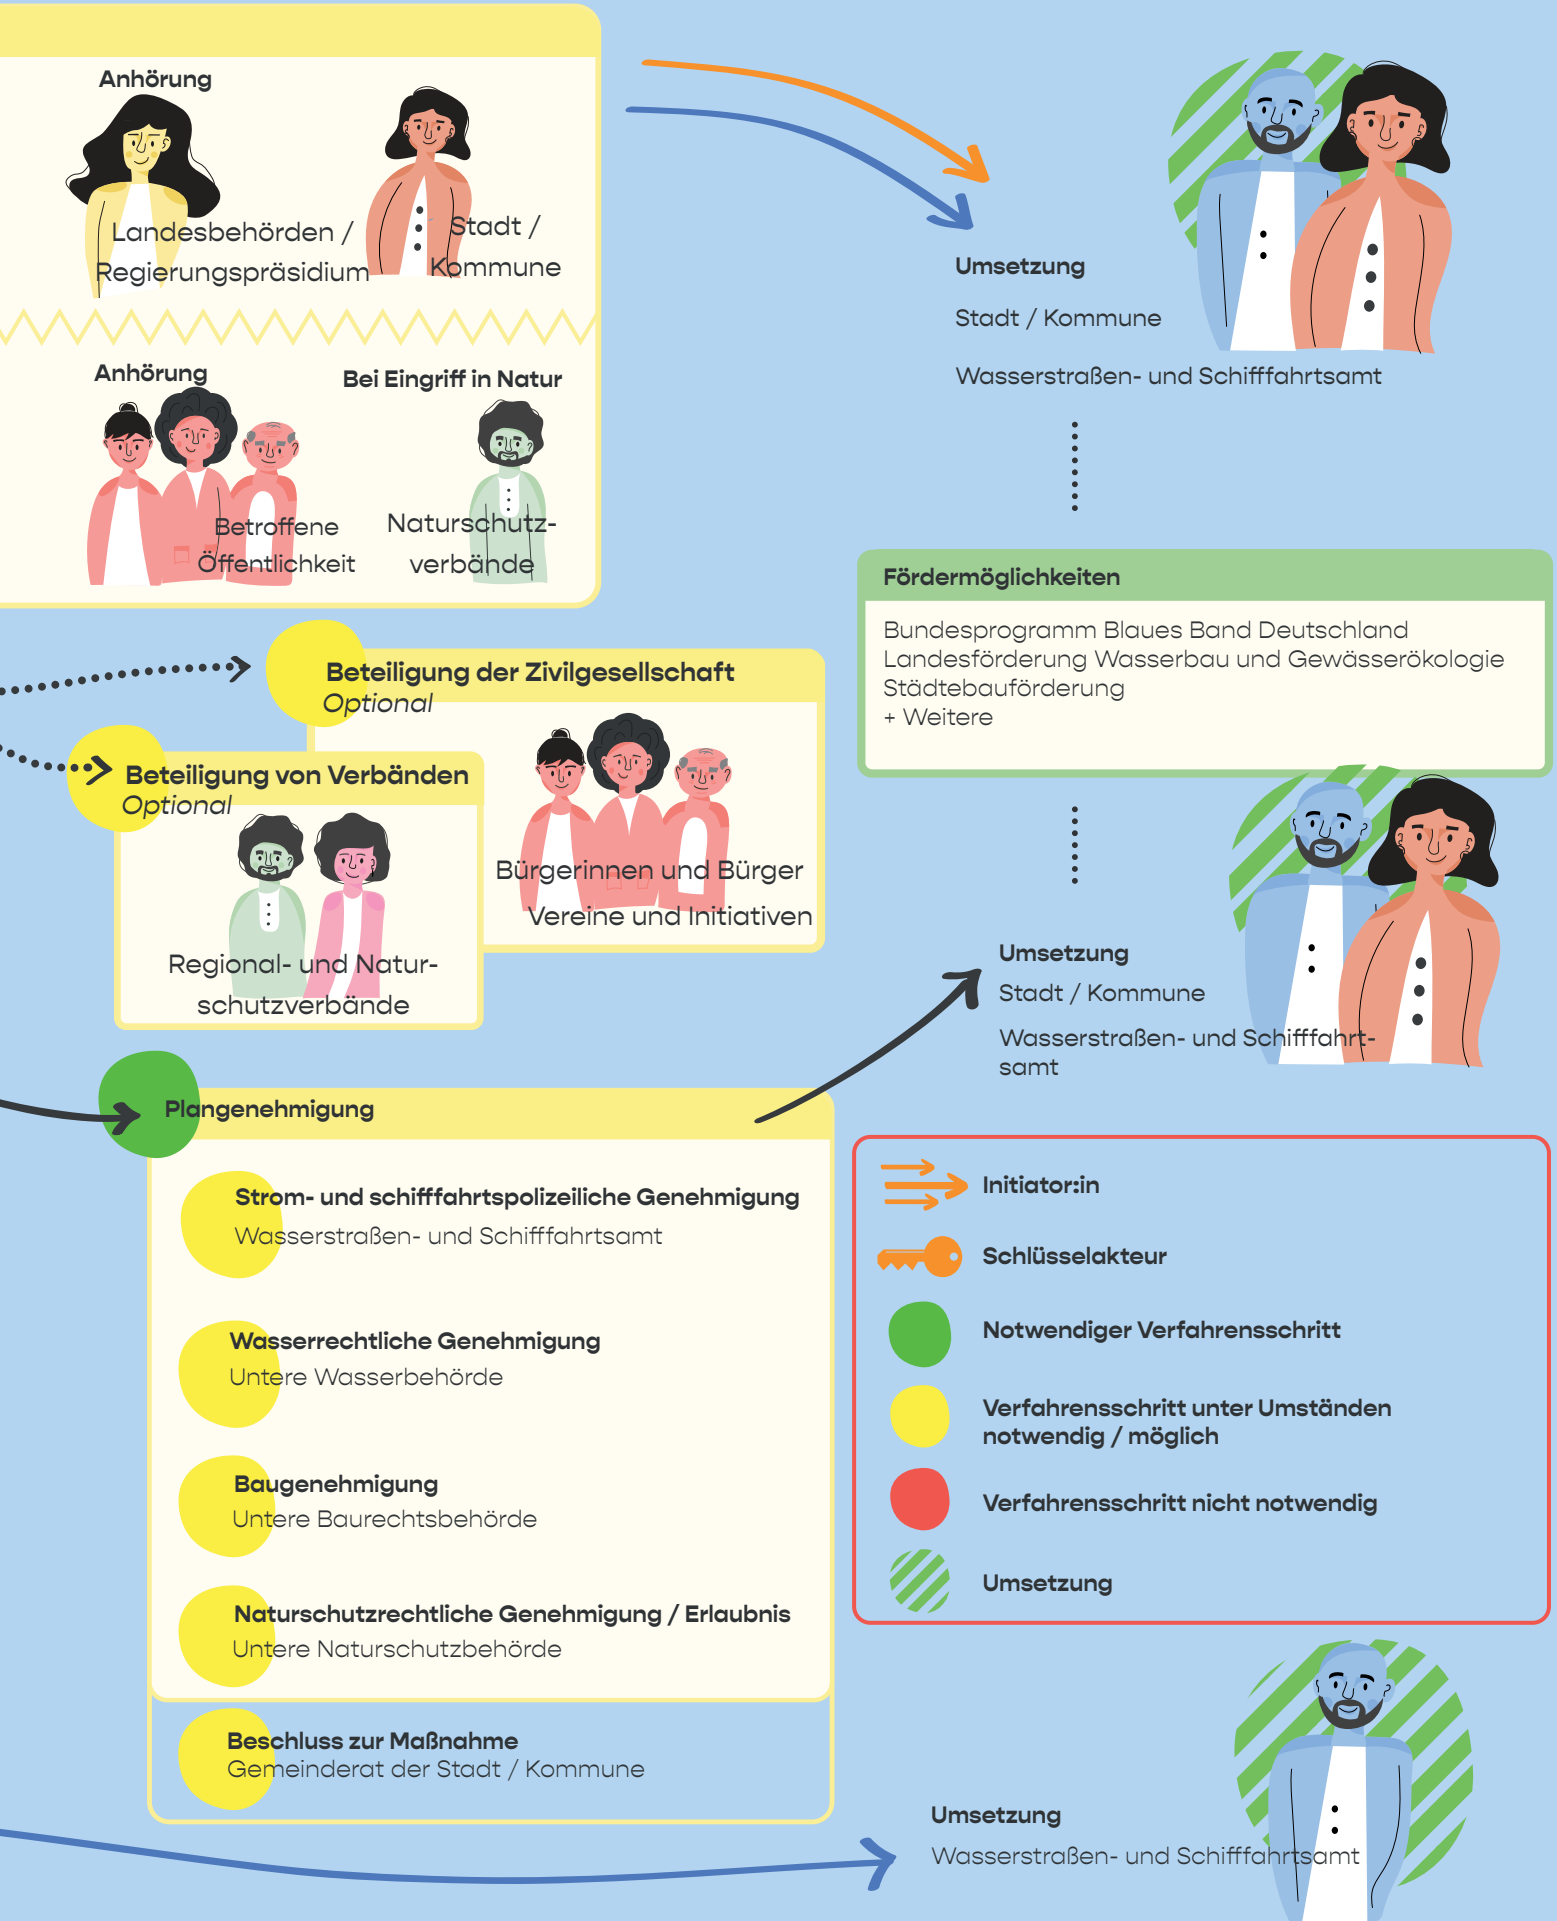 Anhörung
Landesbehörden /
Regierungspräsidium
Stadt /
Kommune
Anhörung
Betroffene
Öffentlichkeit
Bei Eingriff in Natur
Naturschutz-
verbände
Umsetzung
Stadt / Kommune
Wasserstraßen- und Schifffahrtsamt
Fördermöglichkeiten
Bundesprogramm Blaues Band Deutschland
Landesförderung Wasserbau und Gewässerökologie
Städtebauförderung
+ Weitere
Beteiligung der Zivilgesellschaft
Optional
Bürgerinnen und Bürger
Vereine und Initiativen
Beteiligung von Verbänden
Optional
Regional- und Natur-
schutzverbände
Umsetzung
Stadt / Kommune
Wasserstraßen- und Schifffahrt-
samt
Plangenehmigung
Strom- und schifffahrtspolizeiliche Genehmigung
Wasserstraßen- und Schifffahrtsamt
Wasserrechtliche Genehmigung
Untere Wasserbehörde
Baugenehmigung
Untere Baurechtsbehörde
Naturschutzrechtliche Genehmigung / Erlaubnis
Untere Naturschutzbehörde
Beschluss zur Maßnahme
Gemeinderat der Stadt / Kommune
Initiator:in
Schlüsselakteur
Notwendiger Verfahrensschritt
Verfahrensschritt unter Umständen
notwendig / möglich
Verfahrensschritt nicht notwendig
Umsetzung
Umsetzung
Wasserstraßen- und Schifffahrtsamt